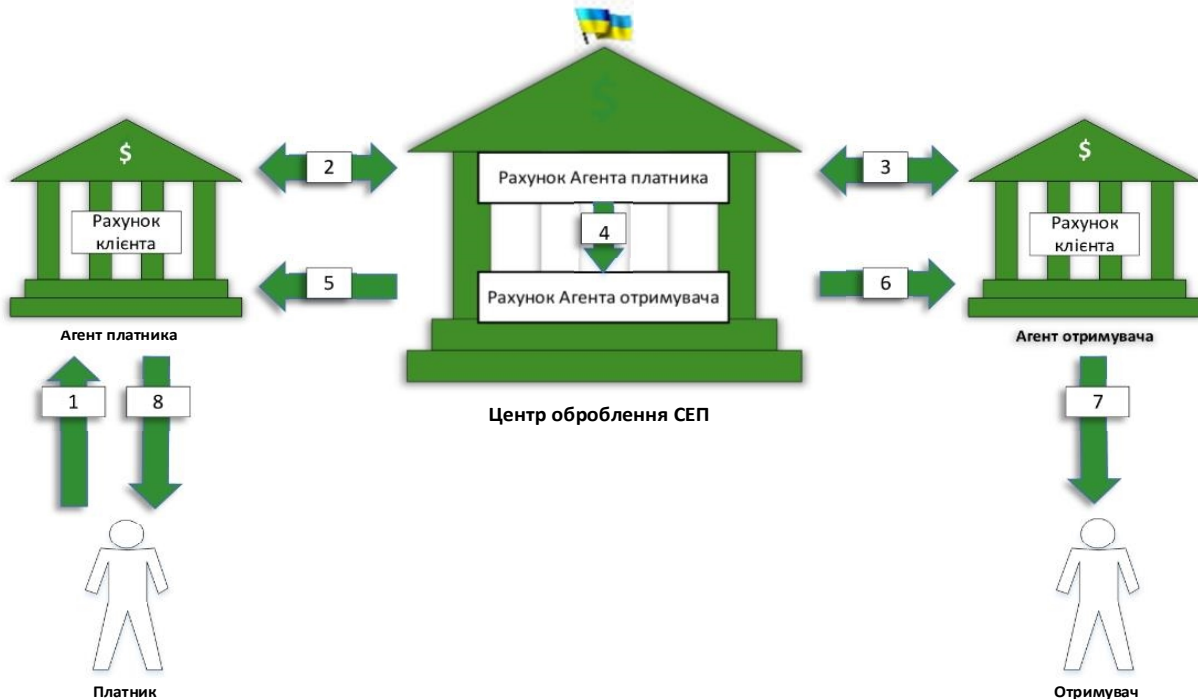 $
$
$
2
3
Рахунок Агента платника
Рахунок
клієнта
4
Рахунок
клієнта
5
Рахунок Агента отримувача
6
Агент платника
Агент отримувача
1
8
Центр оброблення СЕП
7
Платник
Отримувач